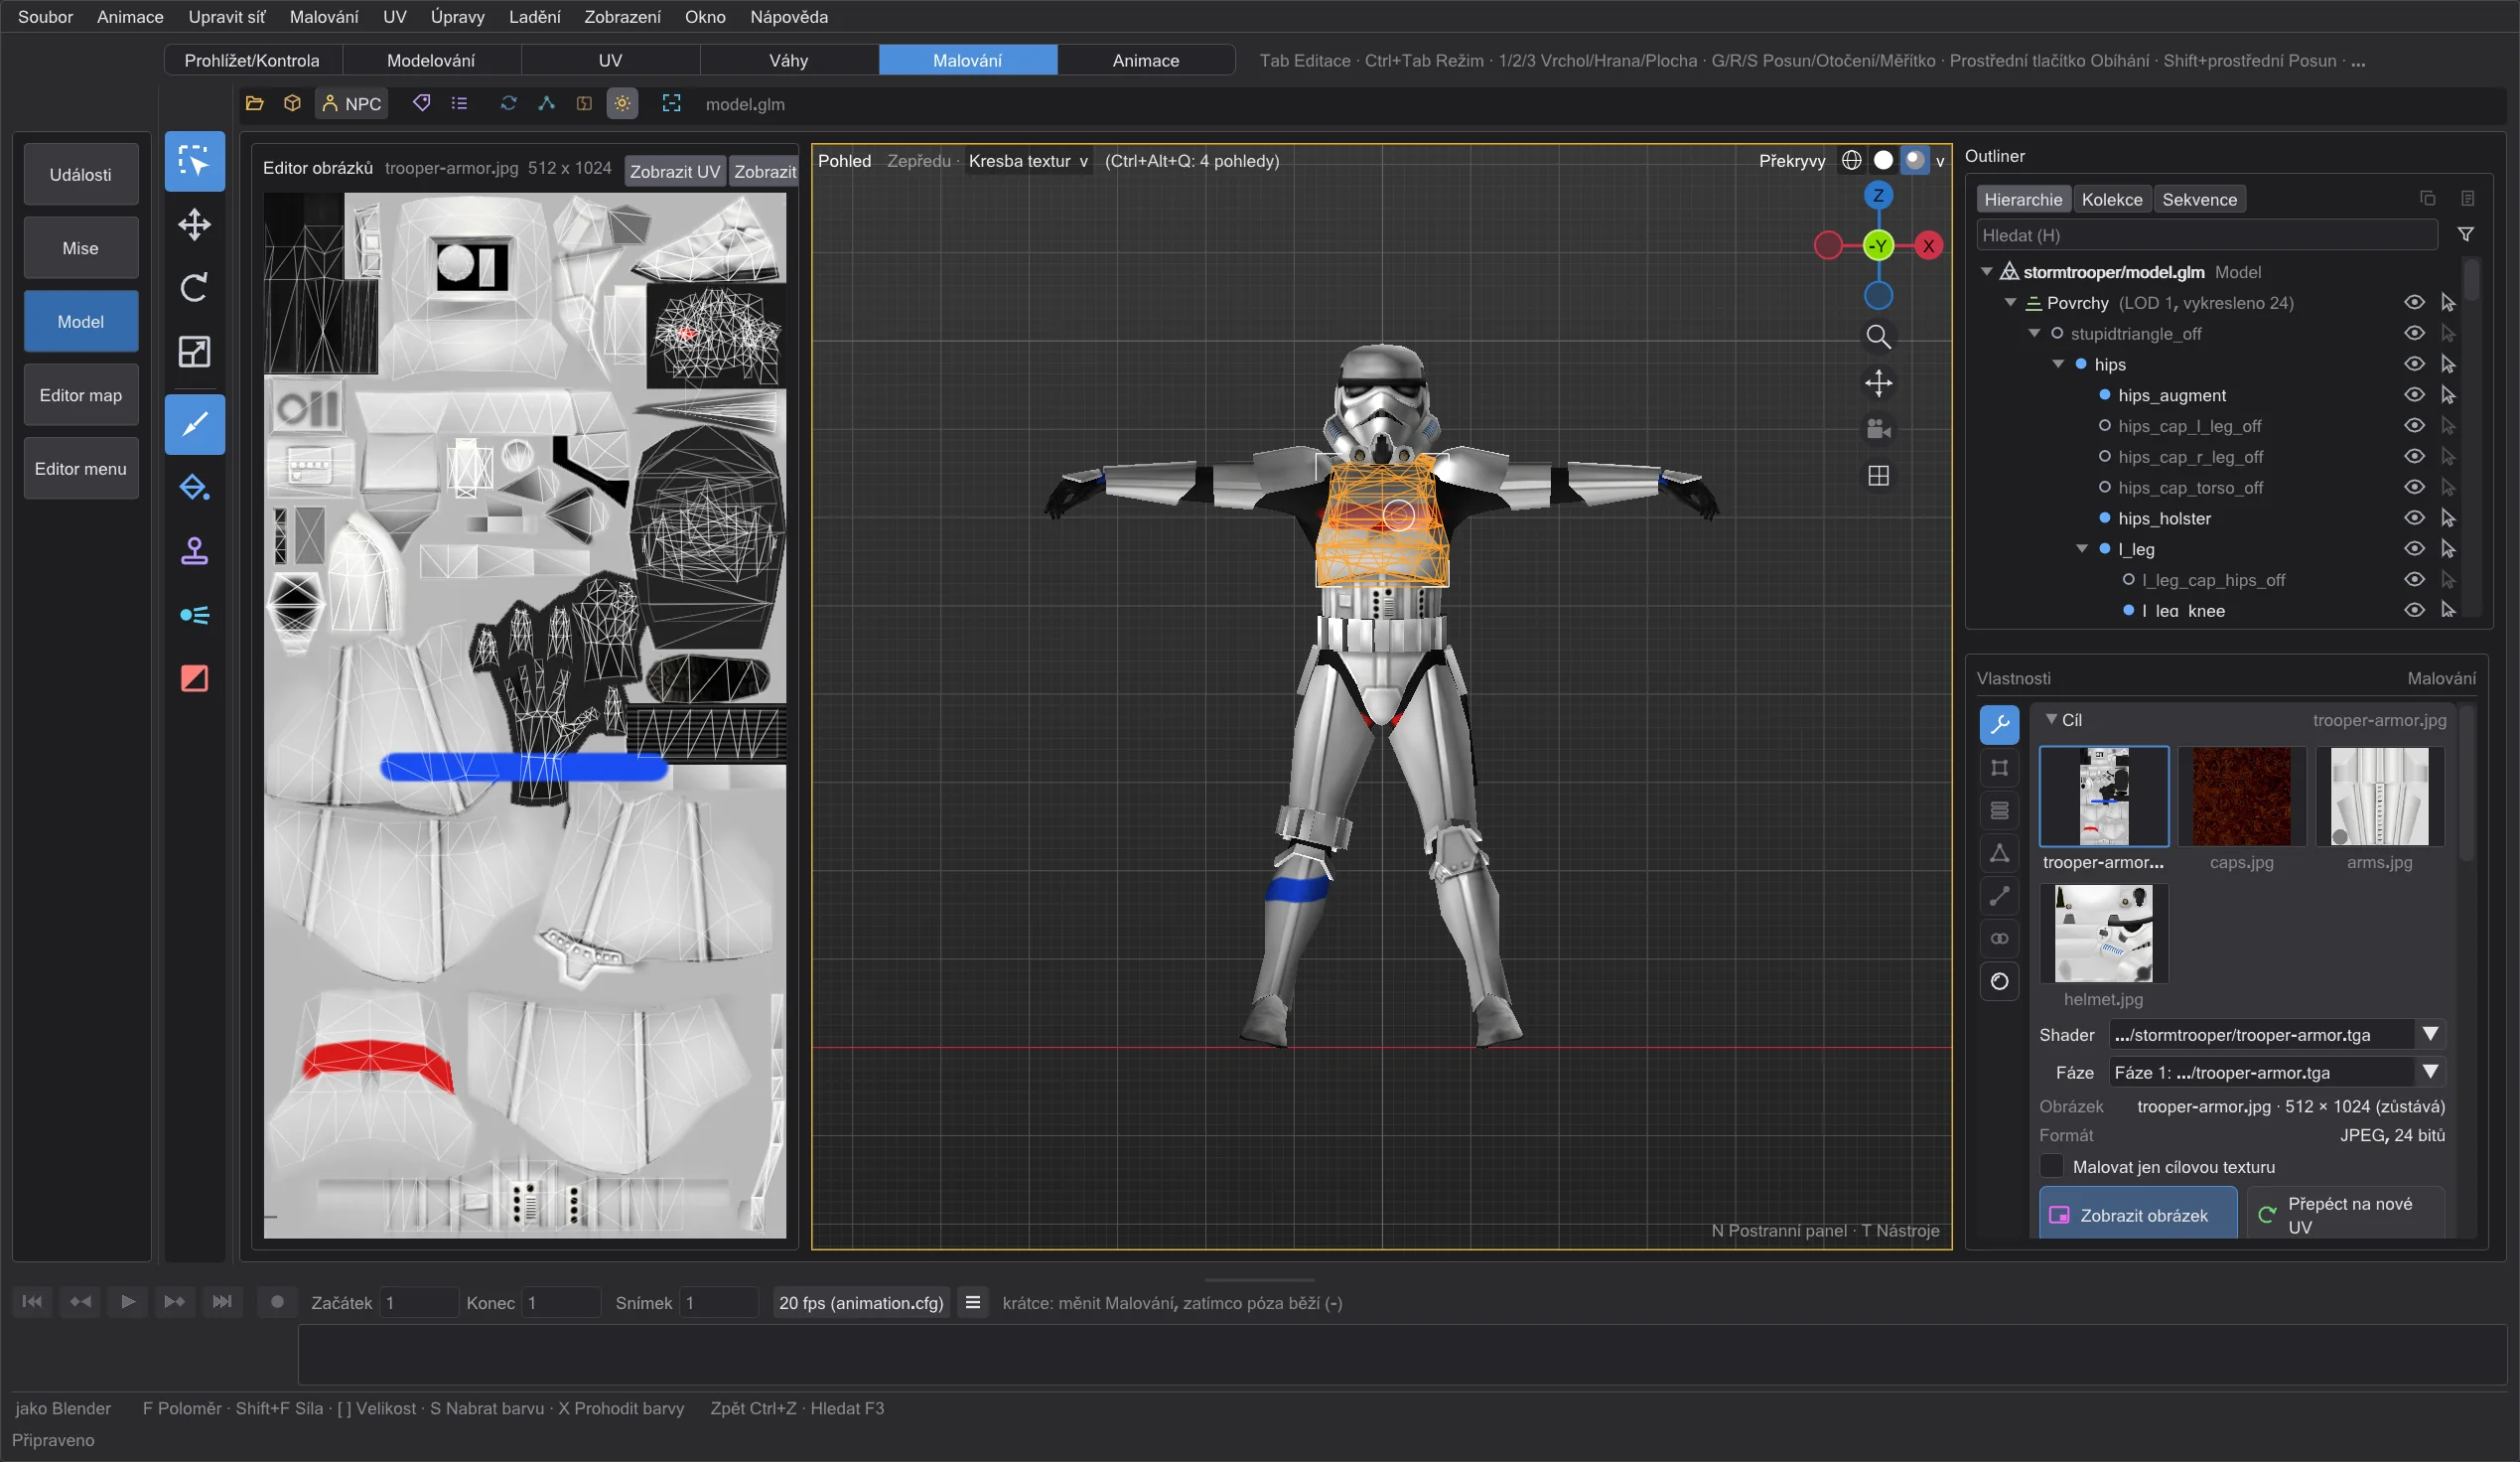 Soubor Animace Upravit síť Malování UV Úpravy Ladění Zobrazení Okno Nápověda
Prohlížet/Kontrola Modelování UV Váhy Malování Animace Tab Editace · Ctrl+Tab Režim · 1/2/3 Vrchol/Hrana/Plocha · G/R/S Posun/Otočení/Měřítko · Prostřední tlačítko Obíhání · Shift+prostřední Posun · ...
NPC model.glm
Události
Mise
Model
Editor map
Editor menu
Editor obrázků trooper-armor.jpg 512 x 1024 Zobrazit UV Zobrazit
Pohled Zepředu · Kresba textur v (Ctrl+Alt+Q: 4 pohledy) Překryvy v
Z
-Y X
N Postranní panel · T Nástroje
Outliner
Hierarchie Kolekce Sekvence
Hledat (H)
stormtrooper/model.glm Model
Povrchy (LOD 1, vykresleno 24)
stupidtriangle_off
hips
hips_augment
hips_cap_l_leg_off
hips_cap_r_leg_off
hips_cap_torso_off
hips_holster
l_leg
l_leg_cap_hips_off
l_leg_knee
Vlastnosti Malování
Cíl trooper-armor.jpg
trooper-armor... caps.jpg arms.jpg
helmet.jpg
Shader .../stormtrooper/trooper-armor.tga
Fáze Fáze 1: .../trooper-armor.tga
Obrázek trooper-armor.jpg · 512 × 1024 (zůstává)
Formát JPEG, 24 bitů
Malovat jen cílovou texturu
Zobrazit obrázek Přepéct na nové UV
Začátek 1 Konec 1 Snímek 1 20 fps (animation.cfg) krátce: měnit Malování, zatímco póza běží (-)
jako Blender F Poloměr · Shift+F Síla · [ ] Velikost · S Nabrat barvu · X Prohodit barvy Zpět Ctrl+Z · Hledat F3
Připraveno